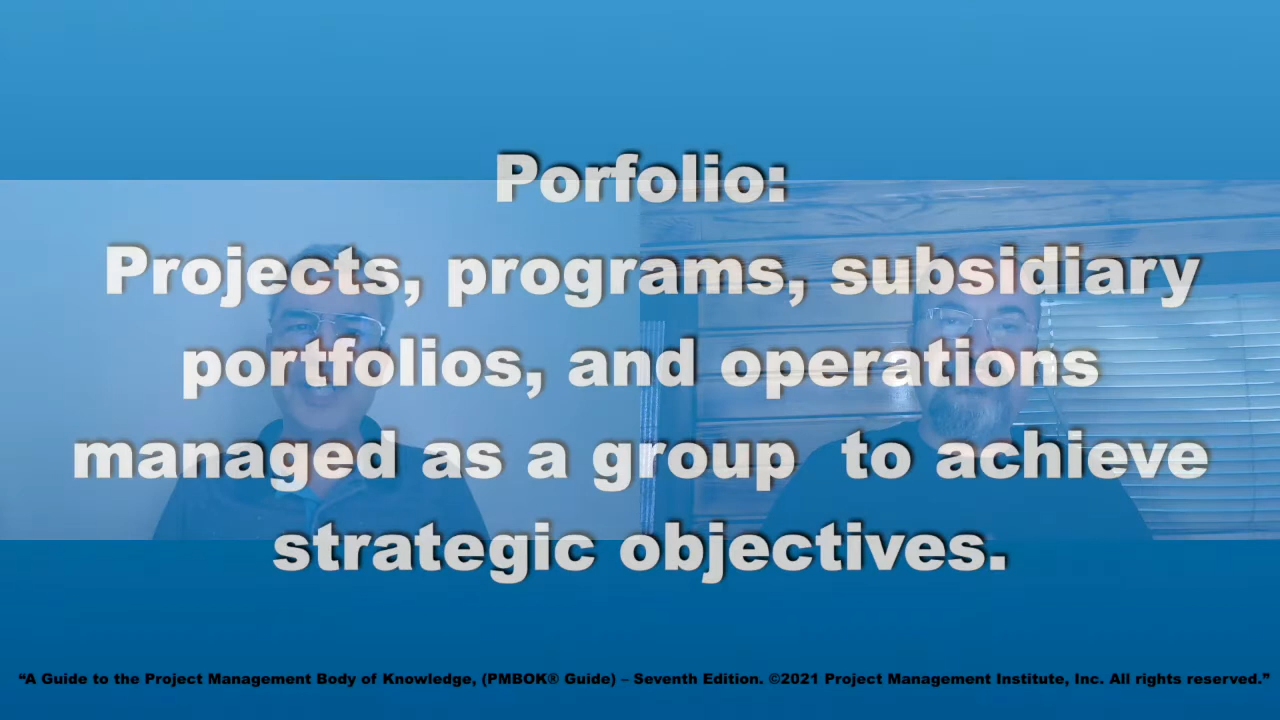 Porfolio:
Projects, programs, subsidiary
portfolios, and operations
managed as a group  to achieve
strategic objectives.
“A Guide to the Project Management Body of Knowledge, (PMBOK® Guide) – Seventh Edition. ©2021 Project Management Institute, Inc. All rights reserved.”